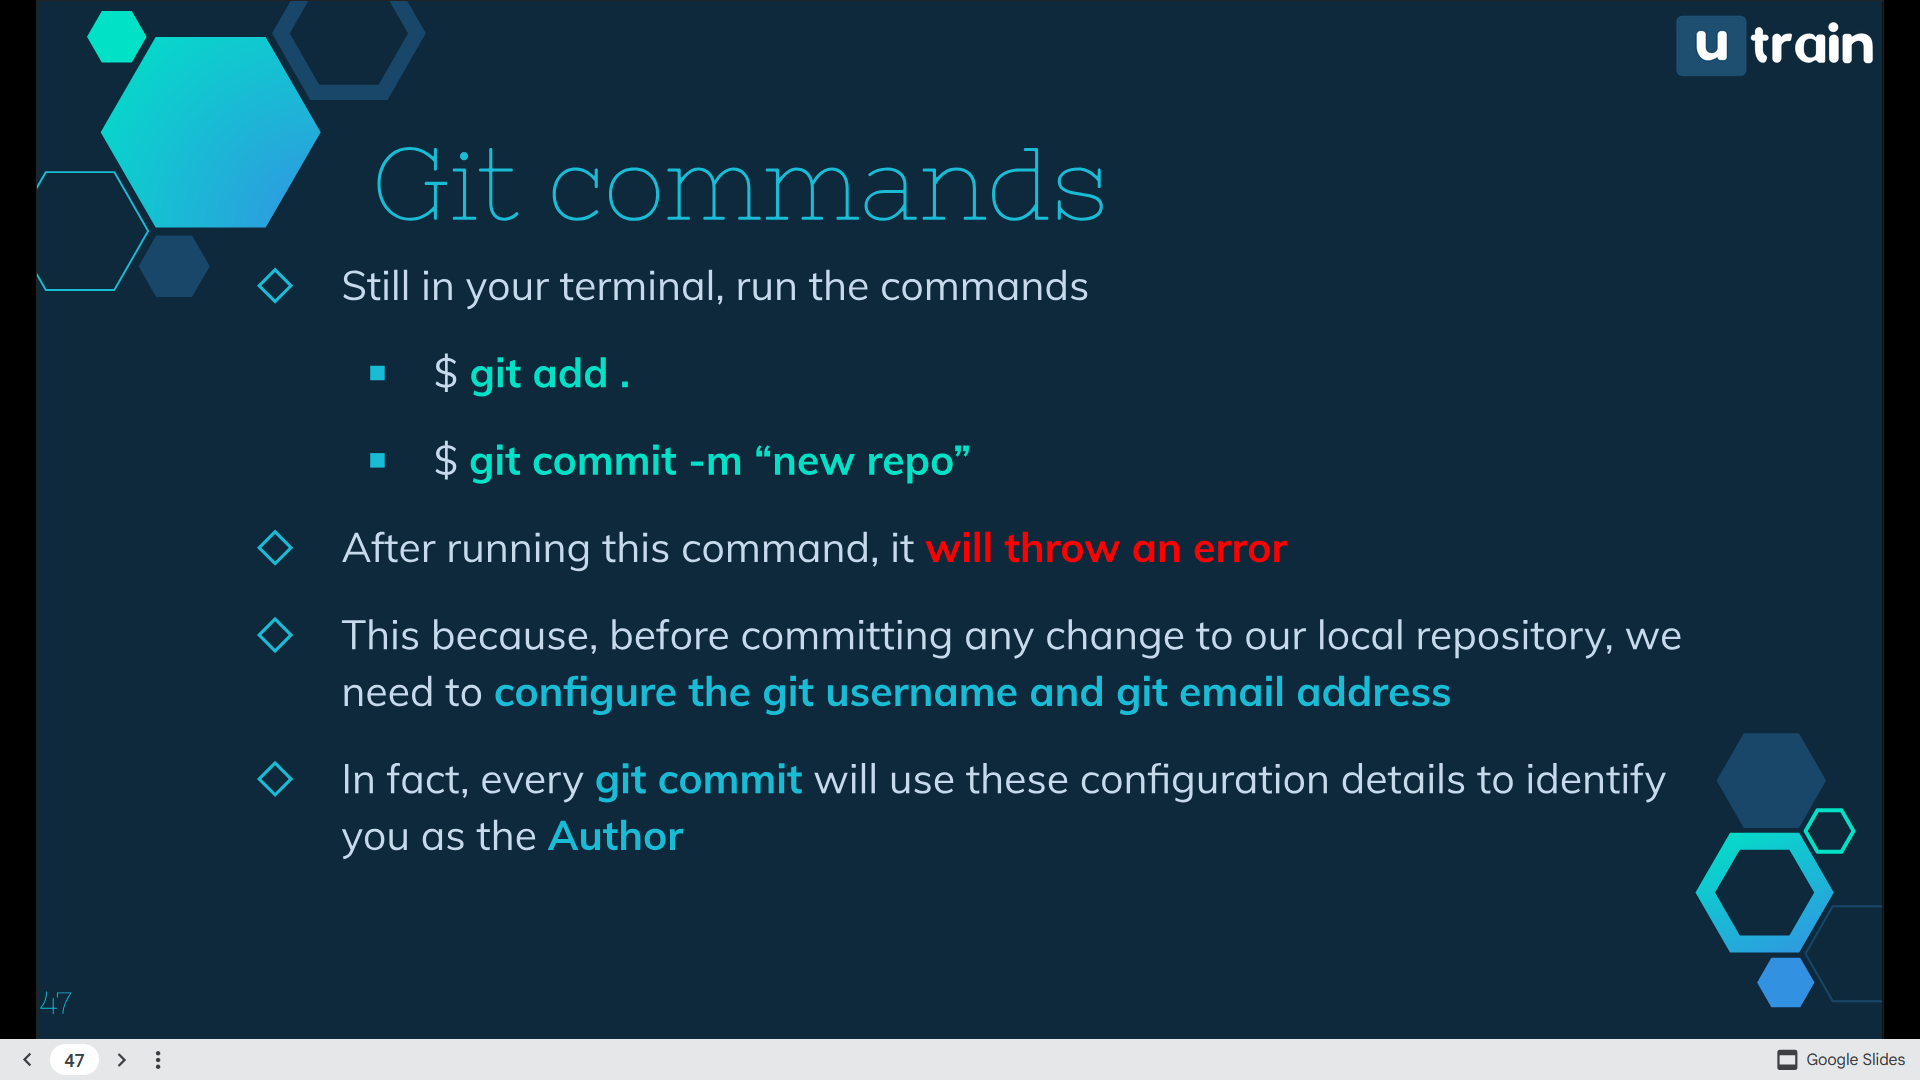 u train
Git commands
Still in your terminal, run the commands
$ git add .
$ git commit -m “new repo”
After running this command, it will throw an error
This because, before committing any change to our local repository, we
need to configure the git username and git email address
In fact, every git commit will use these configuration details to identify
you as the Author
47
47
Google Slides